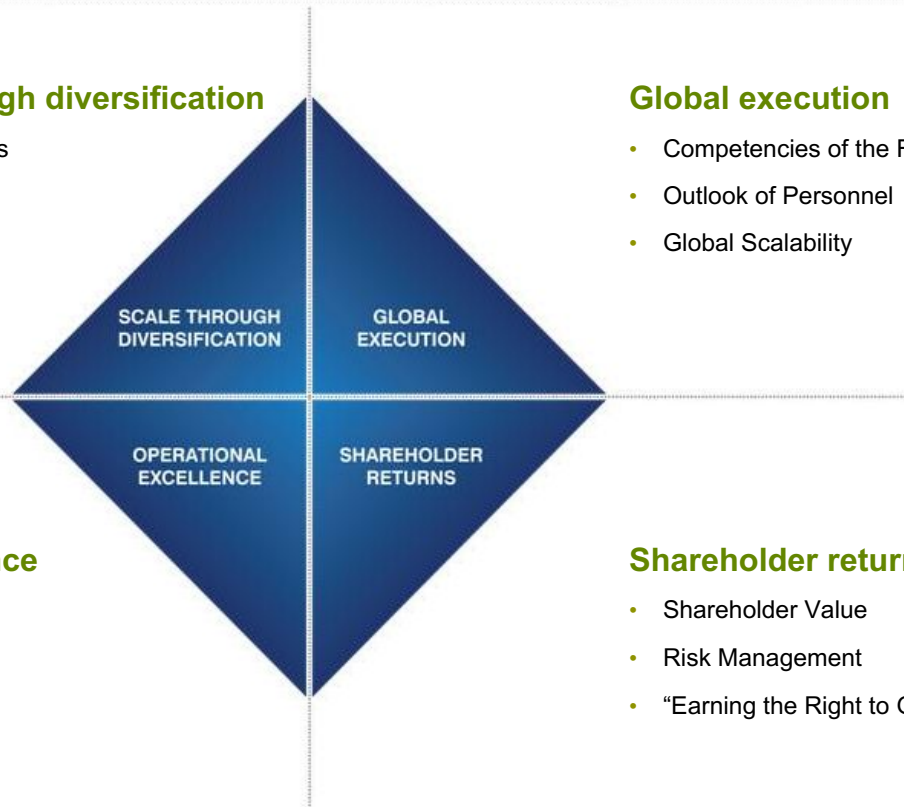 gh diversification
s
Global execution
• Competencies of the
• Outlook of Personnel
• Global Scalability
SCALE THROUGH
DIVERSIFICATION
GLOBAL
EXECUTION
OPERATIONAL
EXCELLENCE
SHAREHOLDER
RETURNS
ce
Shareholder retur
• Shareholder Value
• Risk Management
• “Earning the Right to